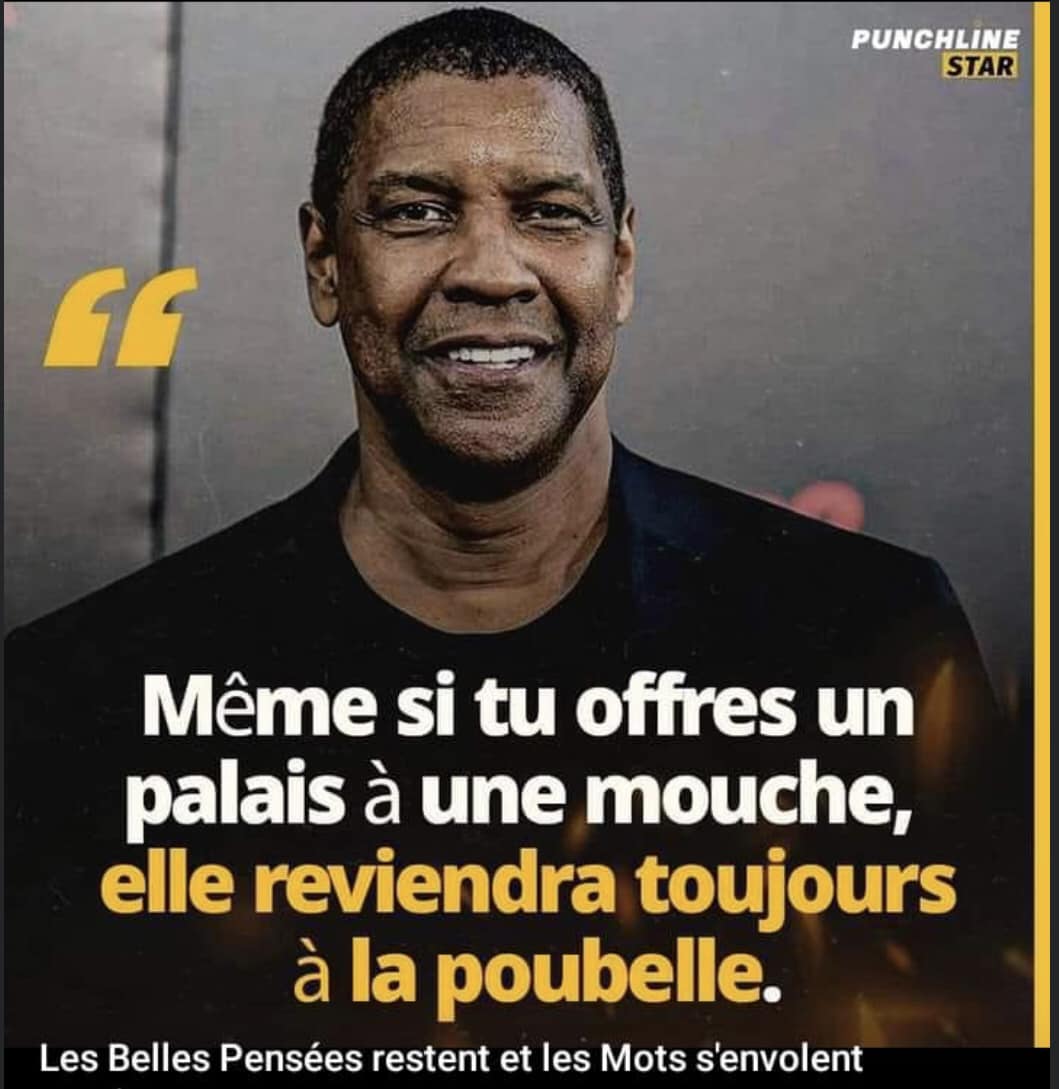 PUNCHLINE
STAR
“
Même si tu offres un
palais à une mouche,
elle reviendra toujours
à la poubelle.
Les Belles Pensées restent et les Mots s'envolent